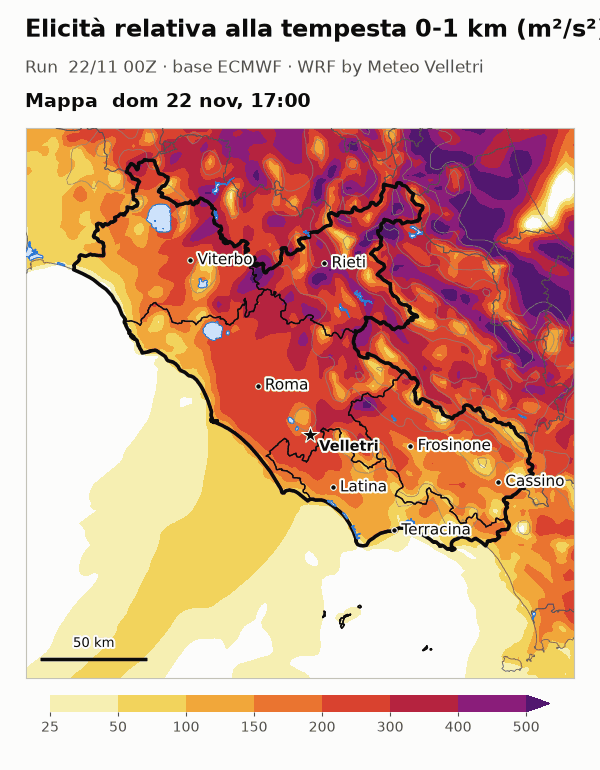 Elicità relativa alla tempesta 0-1 km (m²/s²)
Run  22/11 00Z · base ECMWF · WRF by Meteo Velletri
Mappa  dom 22 nov, 17:00
Viterbo
Rieti
Roma
Velletri
Frosinone
Latina
Cassino
Terracina
50 km
25 50 100 150 200 300 400 500